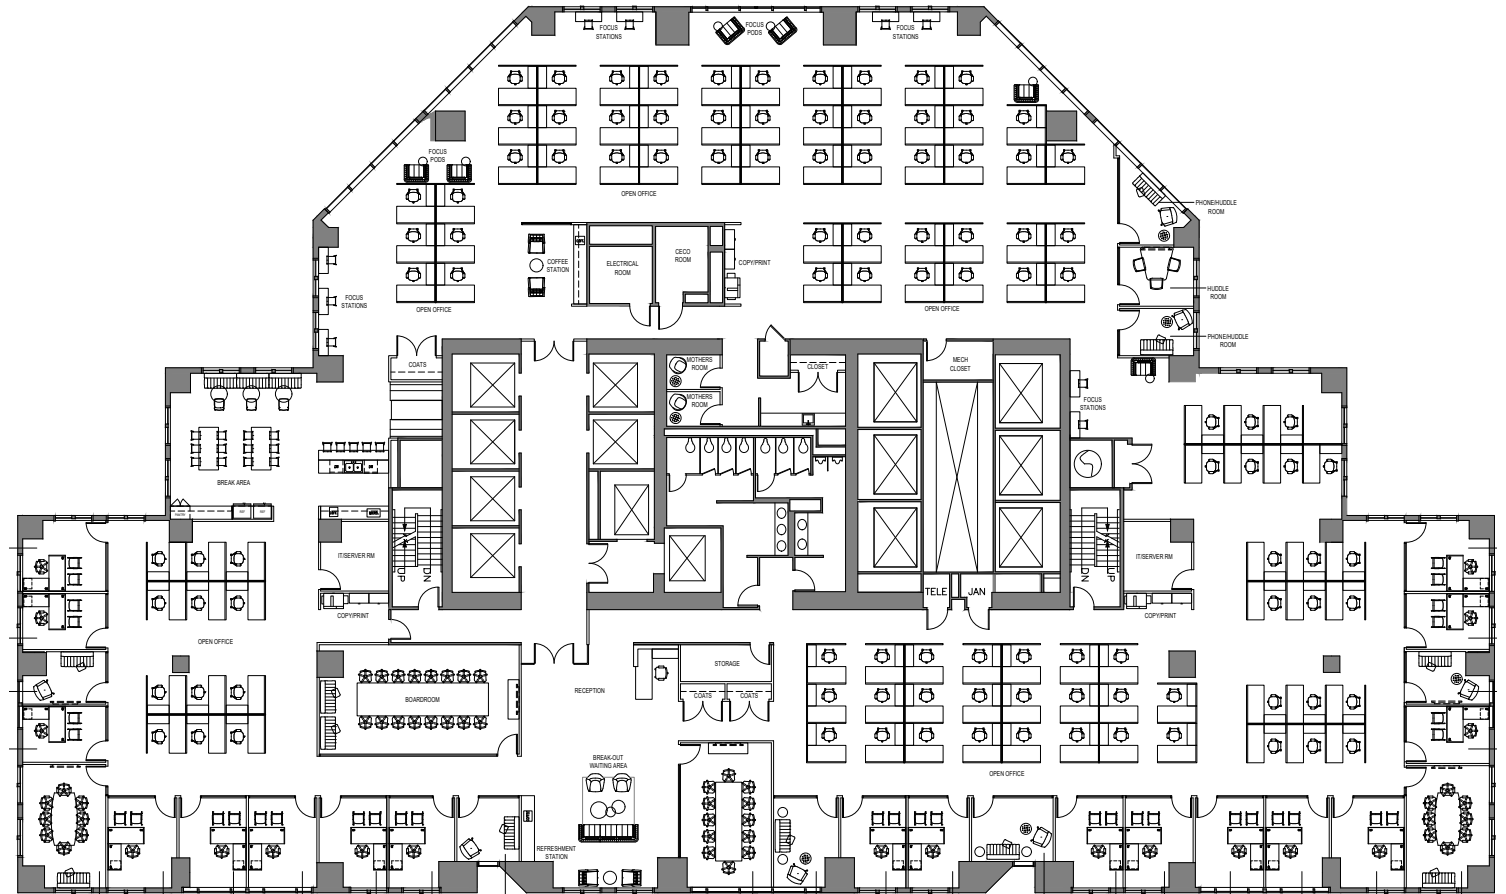 FOCUS
STATIONS
FOCUS
PODS
FOCUS
STATIONS
FOCUS
PODS
OPEN OFFICE
PHONE/HUDDLE
ROOM
COFFEE
STATION
ELECTRICAL
ROOM
CECO
ROOM
COPY/PRINT
HUDDLE
ROOM
FOCUS
STATIONS
OPEN OFFICE
OPEN OFFICE
PHONE/HUDDLE
ROOM
COATS
MOTHERS
ROOM
CLOSET
MECH
CLOSET
MOTHERS
ROOM
FOCUS
STATIONS
BREAK AREA
IT/SERVER RM
UP
DN
IT/SERVER RM
DN
UP
TELE
JAN
COPY/PRINT
COPY/PRINT
OPEN OFFICE
STORAGE
RECEPTION
BOARDROOM
COATS
COATS
BREAK-OUT
WAITING AREA
OPEN OFFICE
REFRESHMENT
STATION